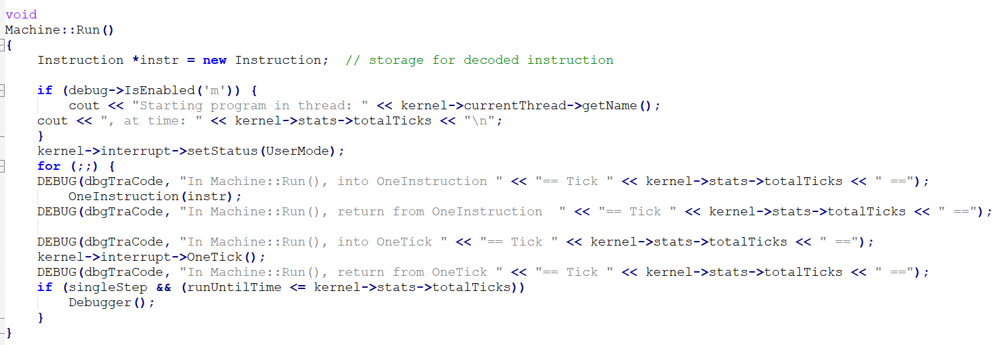 void
Machine::Run()
{
    Instruction *instr = new Instruction;  // storage for decoded instruction

    if (debug->IsEnabled('m')) {
        cout << "Starting program in thread: " << kernel->currentThread->getName();
    cout << ", at time: " << kernel->stats->totalTicks << "\n";
    }
    kernel->interrupt->setStatus(UserMode);
    for (;;) {
    DEBUG(dbgTraCode, "In Machine::Run(), into OneInstruction " << "== Tick " << kernel->stats->totalTicks << " ==");
        OneInstruction(instr);
    DEBUG(dbgTraCode, "In Machine::Run(), return from OneInstruction  " << "== Tick " << kernel->stats->totalTicks << " ==");

    DEBUG(dbgTraCode, "In Machine::Run(), into OneTick " << "== Tick " << kernel->stats->totalTicks << " ==");
    kernel->interrupt->OneTick();
    DEBUG(dbgTraCode, "In Machine::Run(), return from OneTick " << "== Tick " << kernel->stats->totalTicks << " ==");
    if (singleStep && (runUntilTime <= kernel->stats->totalTicks))
        Debugger();
    }
}